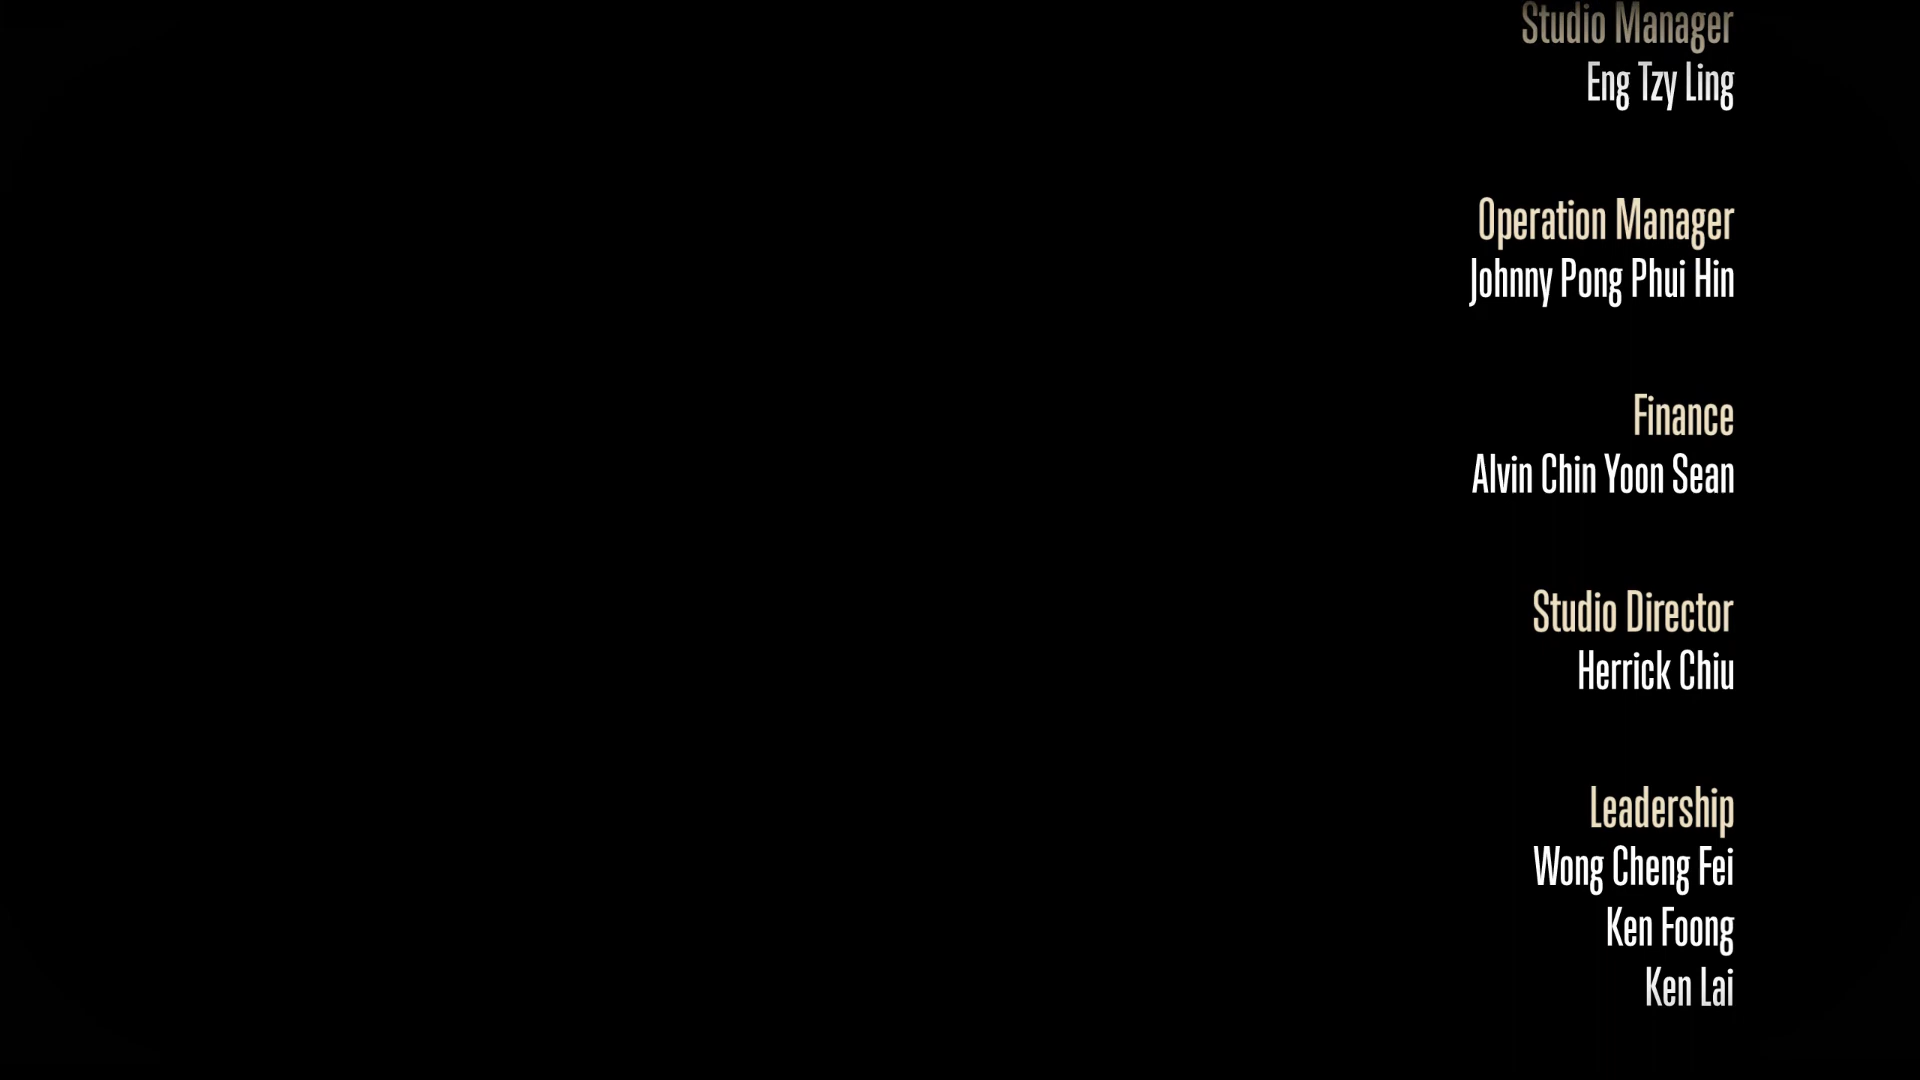 Studio Manager
Eng Tzy Ling
Operation Manager
Johnny Pong Phui Hin
Finance
Alvin Chin Yoon Sean
Studio Director
Herrick Chiu
Leadership
Wong Cheng Fei
Ken Foong
Ken Lai